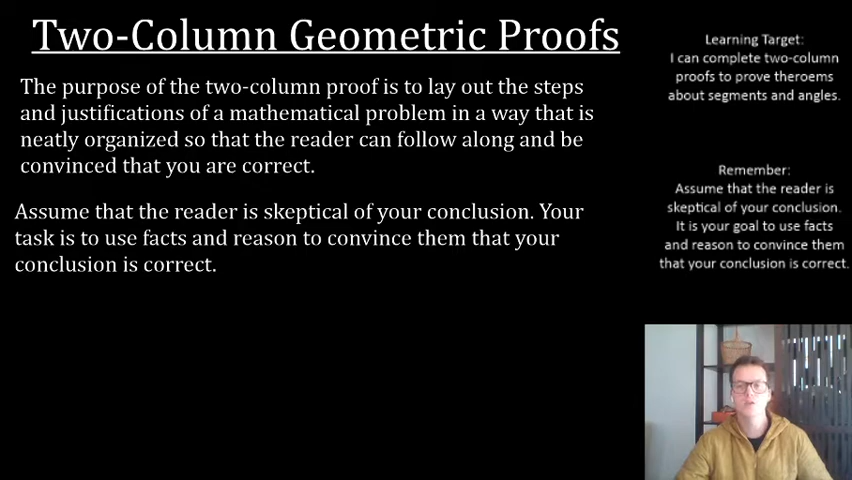 Two-Column Geometric Proofs
The purpose of the two-column proof is to lay out the steps
and justifications of a mathematical problem in a way that is
neatly organized so that the reader can follow along and be
convinced that you are correct.
Assume that the reader is skeptical of your conclusion. Your
task is to use facts and reason to convince them that your
conclusion is correct.
Learning Target:
I can complete two-column
proofs to prove theroems
about segments and angles.
Remember:
Assume that the reader is
skeptical of your conclusion.
It is your goal to use facts
and reason to convince them
that your conclusion is correct.